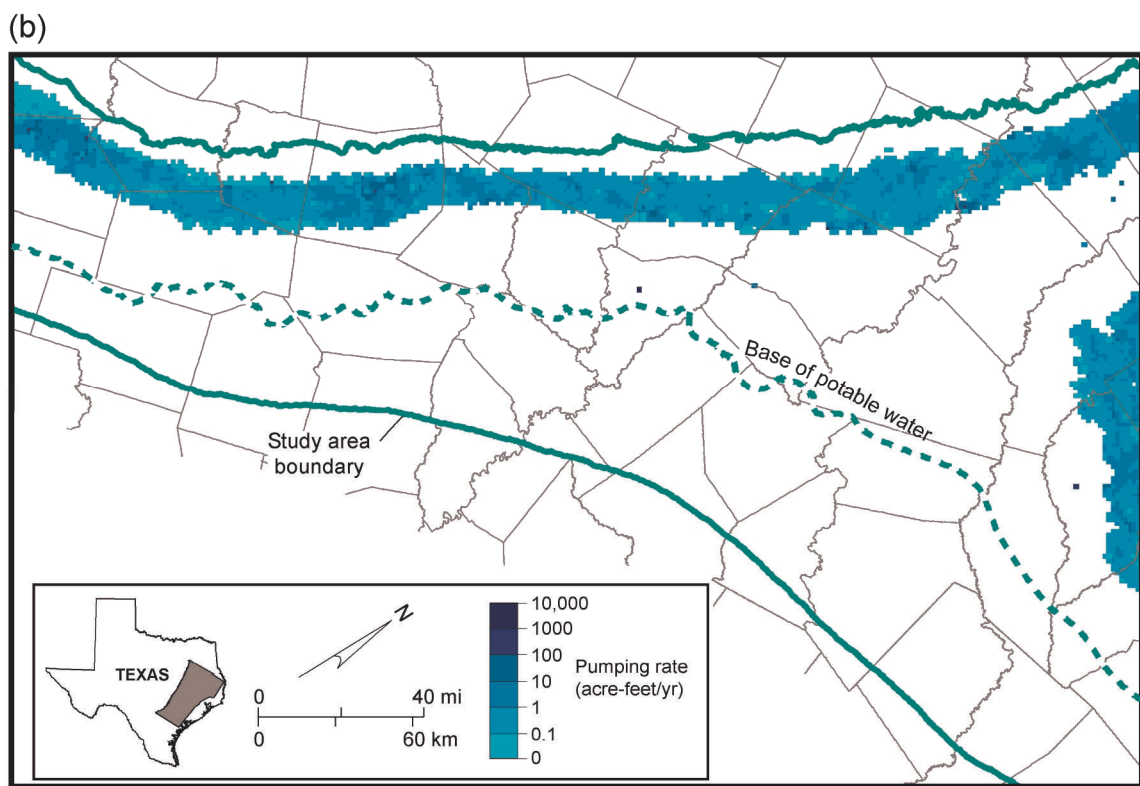 (b)
Base of potable water
Study area
boundary
TEXAS
N
0 40 mi
0 60 km
10,000
1000
100
10
1
0.1
0
Pumping rate
(acre-feet/yr)